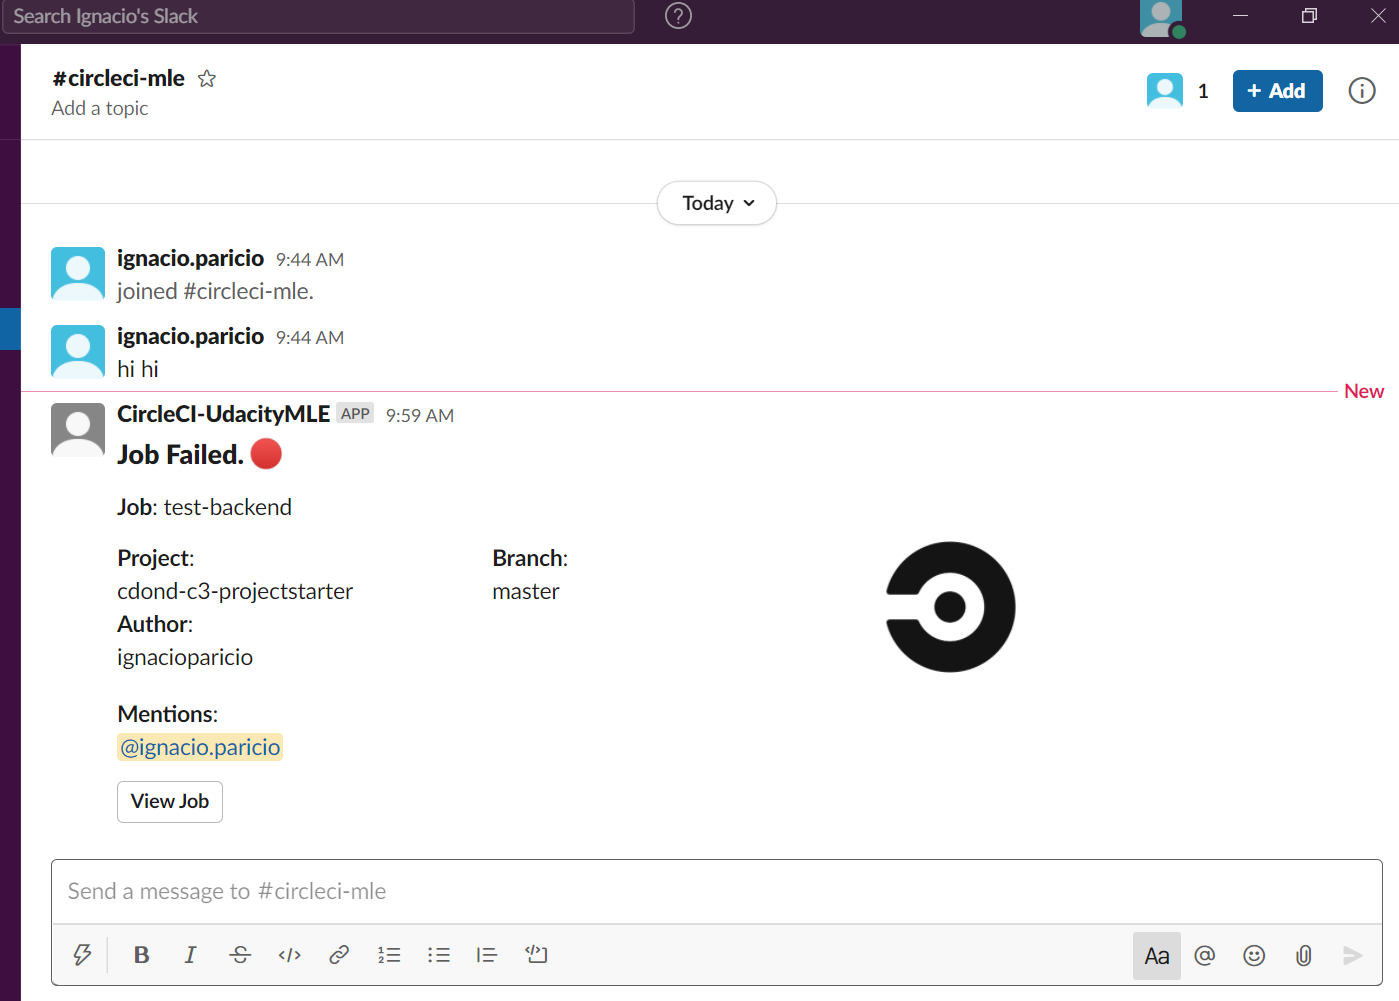 Search Ignacio's Slack
#circleci-mle
Add a topic
1
+ Add
Today
ignacio.paricio 9:44 AM
joined #circleci-mle.
ignacio.paricio 9:44 AM
hi hi
New
CircleCI-UdacityMLE APP 9:59 AM
Job Failed.
Job: test-backend
Project: Branch:
cdond-c3-projectstarter master
Author:
ignacioparicio
Mentions:
@ignacio.paricio
View Job
Send a message to #circleci-mle
B I S Aa @